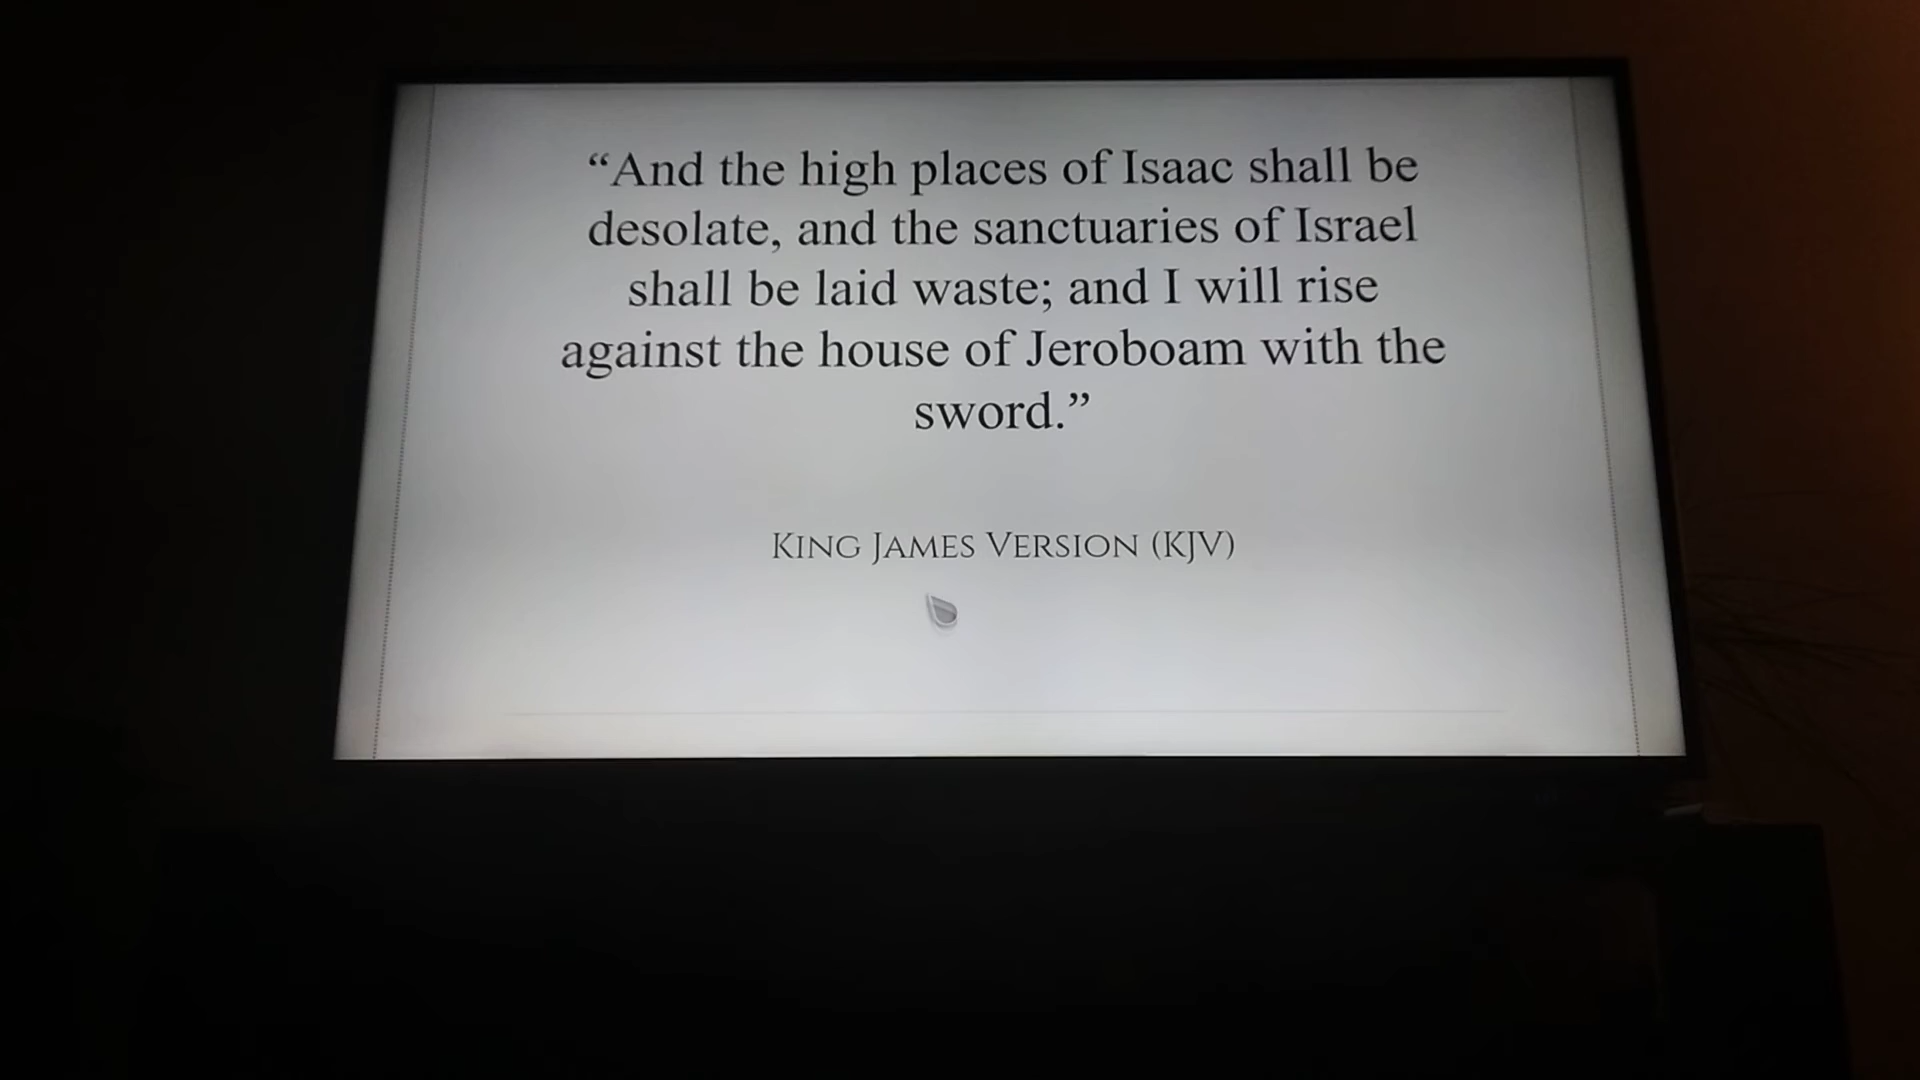 “And the high places of Isaac shall be
desolate, and the sanctuaries of Israel
shall be laid waste; and I will rise
against the house of Jeroboam with the
sword.”
King James Version (KJV)